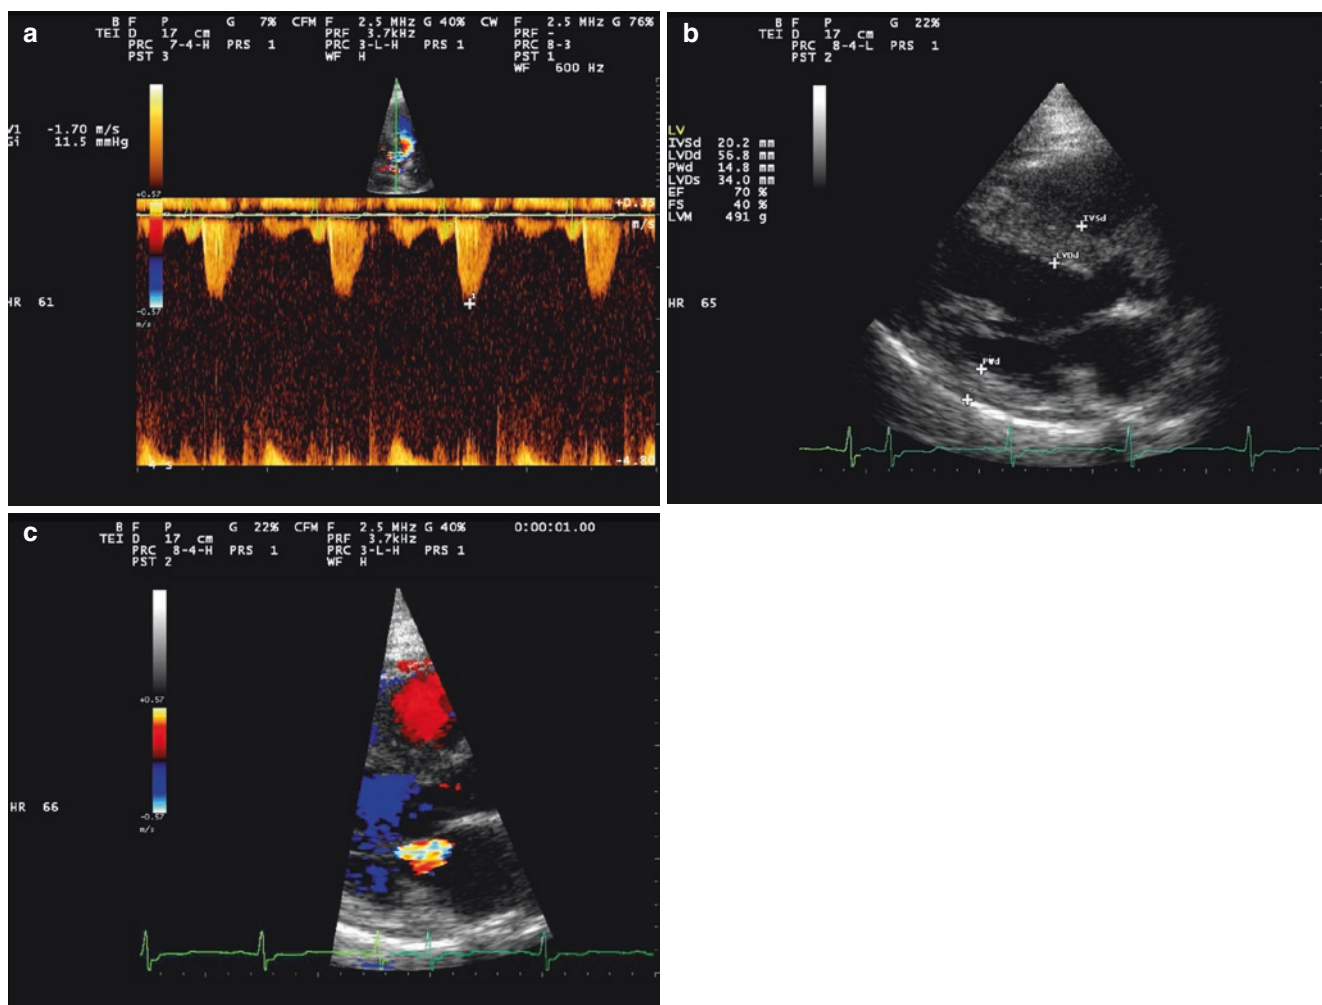 a
B F P G 7% CFM F 2.5 MHz G 40% CW F 2.5 MHz G 76%
TEI D 17 cm PRF 3.7kHz PRF -
PRC 7-4-H PRS 1 PRC 3-L-H PRS 1 PRC 8-3
PST 3 WF H PST 1
WF 600 Hz
V1 -1.70 m/s
Gi 11.5 mmHg
+0.57
+0.35
m/s
HR 61
1
-0.57
m/s
-4.80
b
B F P G 22%
TEI D 17 cm
PRC 8-4-L PRS 1
PST 2
LV
IVSd 20.2 mm
LVDd 56.8 mm
PWd 14.8 mm
LVDs 34.0 mm
EF 70 %
FS 40 %
LVM 491 g
IVSd
LVDd
HR 65
PWd
c
B F P G 22% CFM F 2.5 MHz G 40% 0:00:01.00
TEI D 17 cm PRF 3.7kHz
PRC 8-4-H PRS 1 PRC 3-L-H PRS 1
PST 2 WF H
+0.57
HR 66
-0.57
m/s